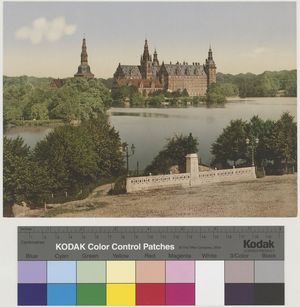 KODAK Color Control Patches
Kodak
Blue Cyan Green Yellow Red Magenta White 3/Color Black